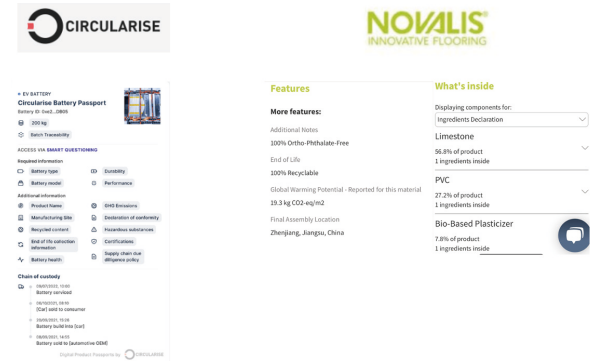 CIRCULARISE
NOVALIS®
INNOVATIVE FLOORING
EV BATTERY
Circularise Battery Passport
200 kg
Batch Traceability
ACCESS VIA SMART QUESTIONING
Required information
Battery type
Durability
Battery model
Performance
Additional information
Product Name
GHG Emissions
Manufacturing Site
Declaration of conformity
Recycled content
Hazardous substances
End of life collection
information
Certifications
Battery health
Supply chain due
diligence policy
Chain of custody
Battery serviced
[Car] sold to consumer
Battery build into [car]
Battery sold to [automotive OEM]
Digital Product Passports by CIRCULARISE
Features
More features:
Additional Notes
100% Ortho-Phthalate-Free
End of Life
100% Recyclable
Global Warming Potential - Reported for this material
19.3 kg CO2-eq/m2
Final Assembly Location
Zhenjiang, Jiangsu, China
What's inside
Displaying components for:
Ingredients Declaration
Limestone
56.8% of product
1 ingredients inside
PVC
27.2% of product
1 ingredients inside
Bio-Based Plasticizer
7.8% of product
1 ingredients inside